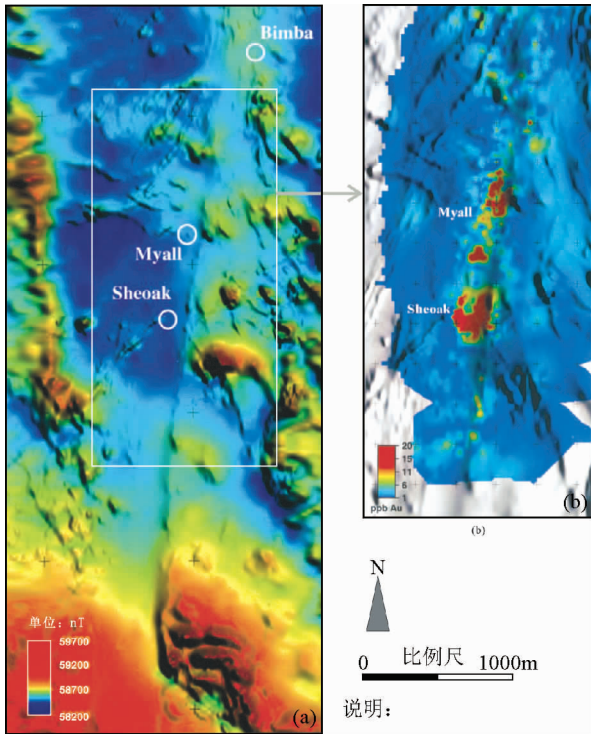 Bimba
Myall
Sheoak
单位：nT
59700
59200
58700
58200
(a)
Myall
Sheoak
20
15
11
6
1
ppb Au
(b)
(b)
N
比例尺
0 1000m
说明：